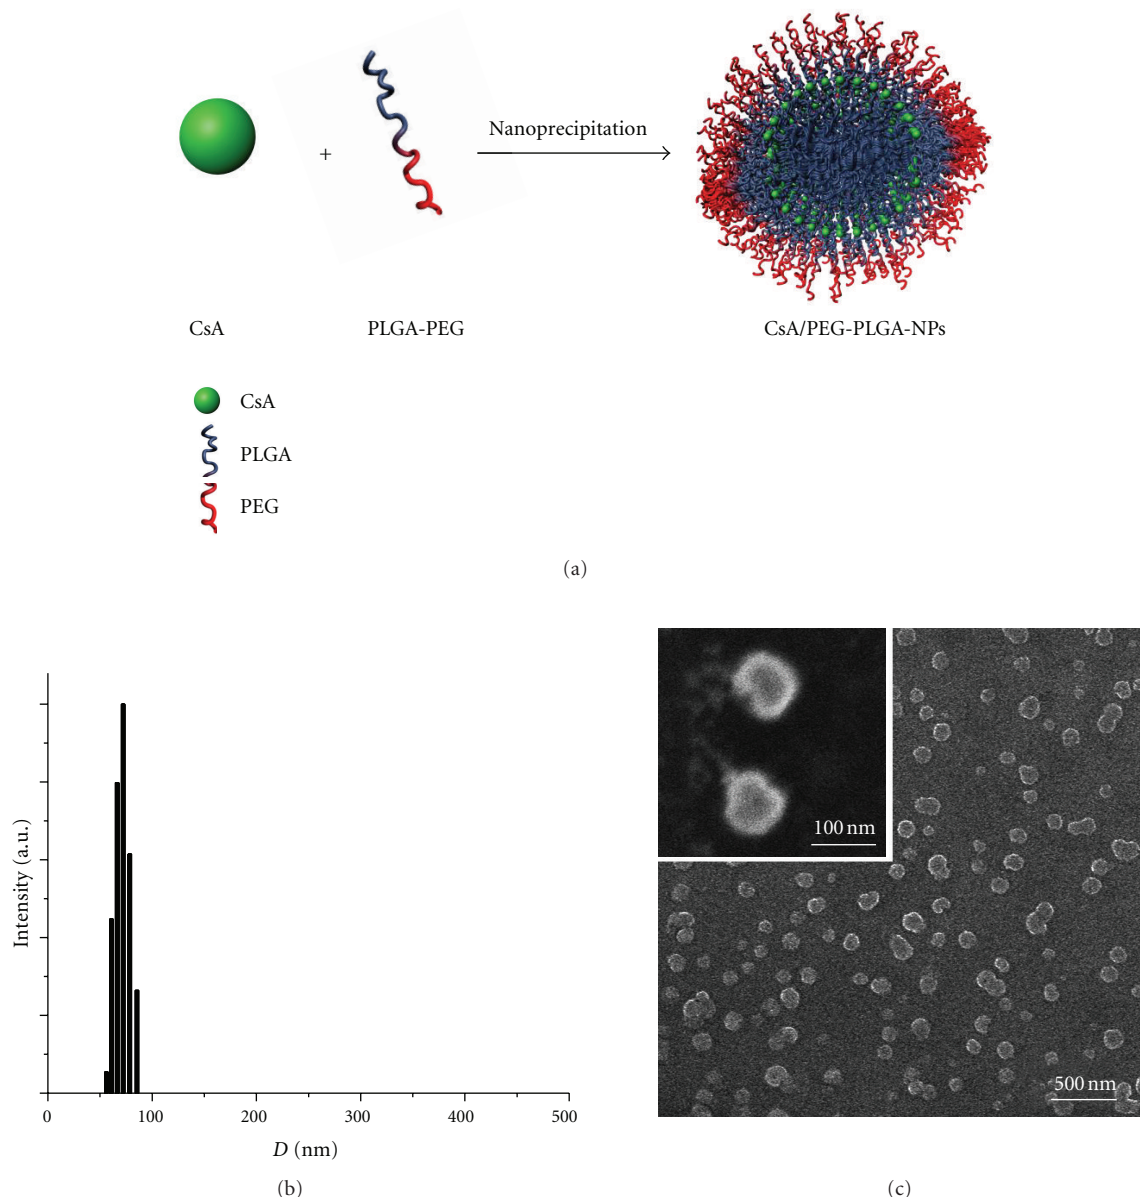 Nanoprecipitation
+
CsA
PLGA-PEG
CsA/PEG-PLGA-NPs
CsA
PLGA
PEG
(a)
Intensity (a.u.)
0
100
200
300
400
500
D (nm)
(b)
100 nm
500 nm
(c)